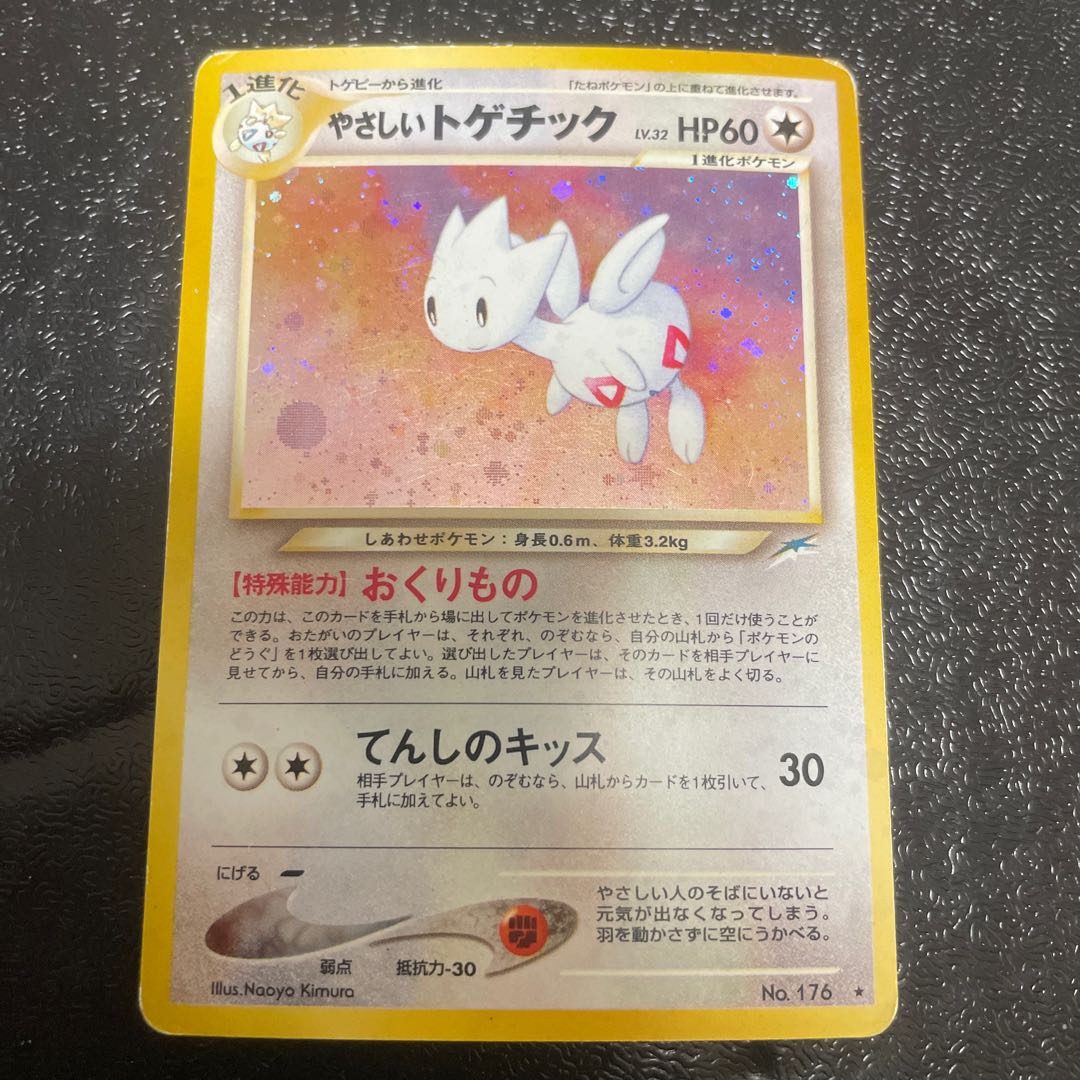 1進化
トゲピーから進化
「たねポケモン」の上に重ねて進化させます。
やさしいトゲチック LV.32 HP60
1進化ポケモン
しあわせポケモン：身長0.6m、体重3.2kg
【特殊能力】おくりもの
この力は、このカードを手札から場に出してポケモンを進化させたとき、1回だけ使うことが
できる。おたがいのプレイヤーは、それぞれ、のぞむなら、自分の山札から「ポケモンの
どうぐ」を1枚選び出してよい。選び出したプレイヤーは、そのカードを相手プレイヤーに
見せてから、自分の手札に加える。山札を見たプレイヤーは、その山札をよく切る。
てんしのキッス 30
相手プレイヤーは、のぞむなら、山札からカードを1枚引いて、
手札に加えてよい。
にげる
やさしい人のそばにいないと
元気が出なくなってしまう。
羽を動かさずに空にうかべる。
弱点 抵抗力-30
Illus.Naoyo Kimura
No. 176 ★